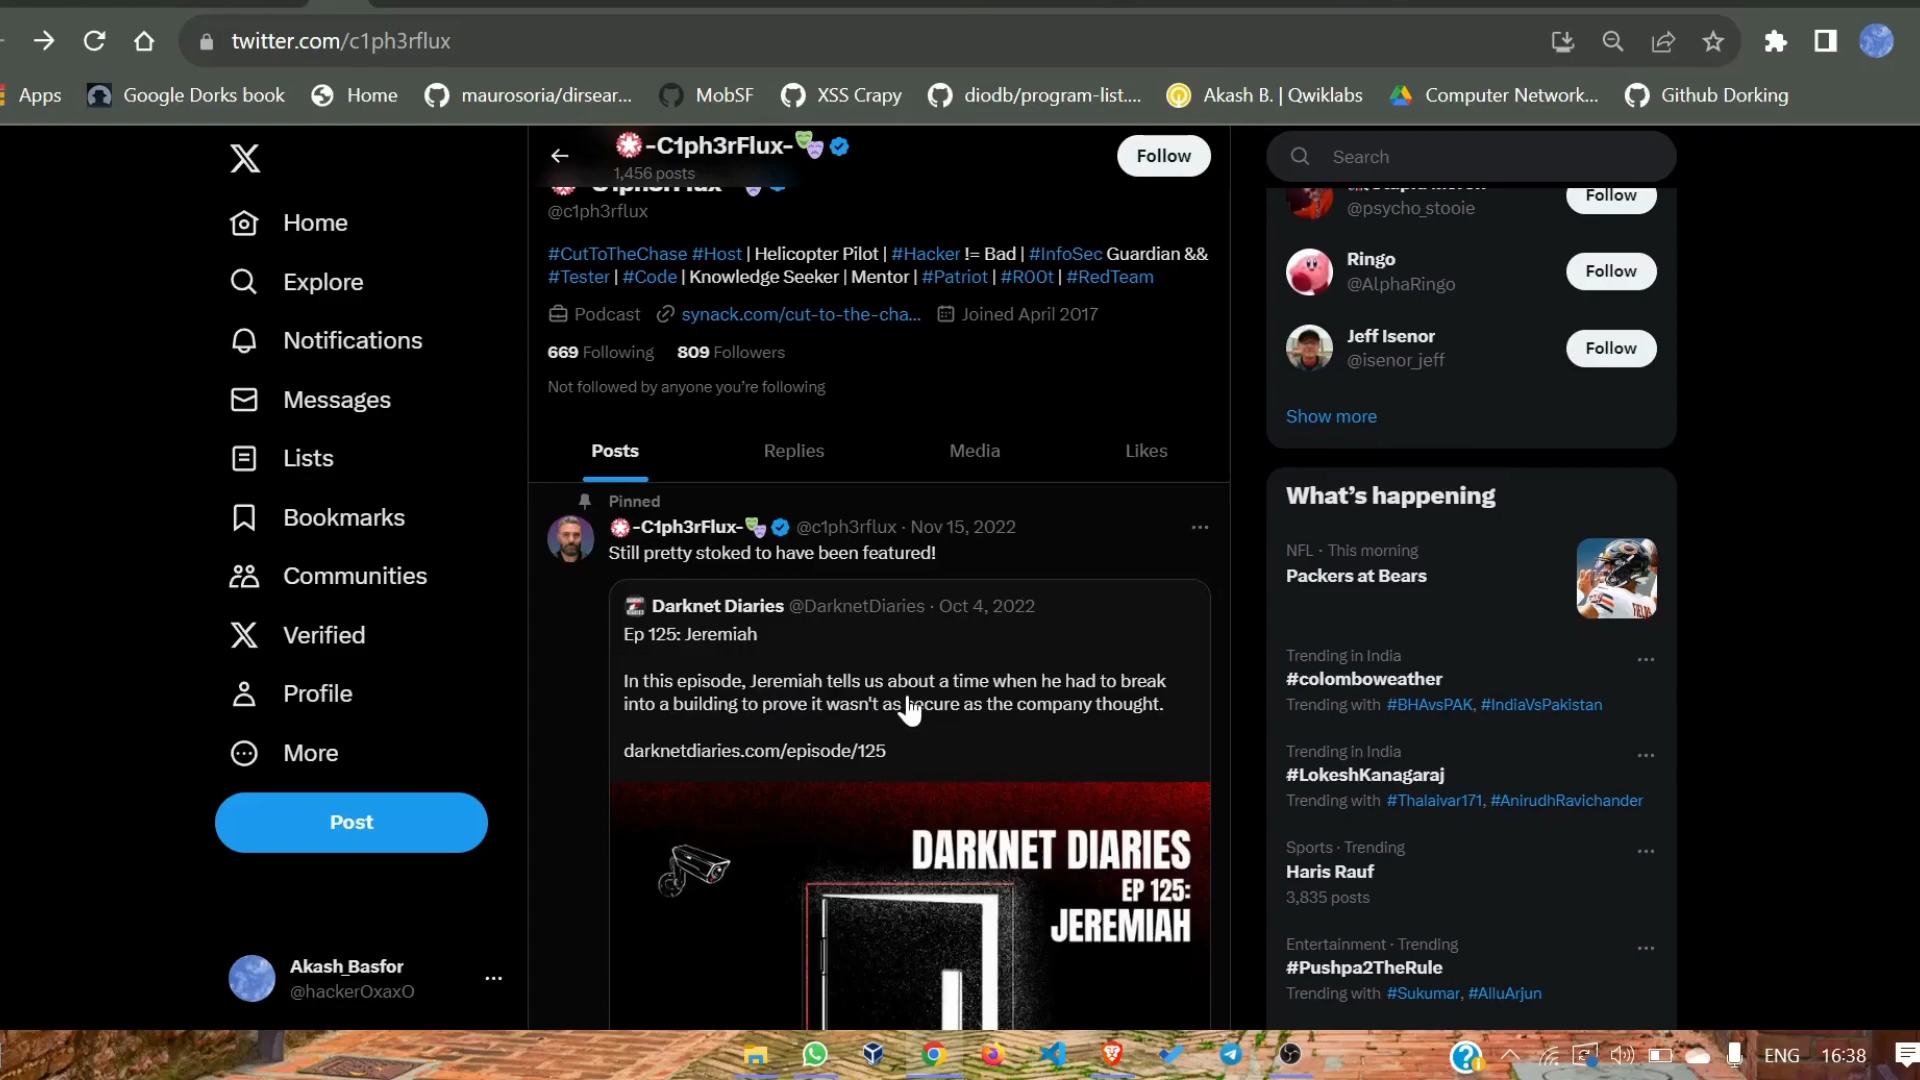 twitter.com/c1ph3rflux
Apps
Google Dorks book
Home
maurosoria/dirsear...
MobSF
XSS Crapy
diodb/program-list....
Akash B. | Qwiklabs
Computer Network...
Github Dorking
Home
Explore
Notifications
Messages
Lists
Bookmarks
Communities
Verified
Profile
More
Post
Akash_Basfor
@hackerOxaxO
-C1ph3rFlux-
1,456 posts
Follow
@c1ph3rflux
#CutToTheChase #Host | Helicopter Pilot | #Hacker != Bad | #InfoSec Guardian &&
#Tester | #Code | Knowledge Seeker | Mentor | #Patriot | #R00t | #RedTeam
Podcast synack.com/cut-to-the-cha... Joined April 2017
669 Following 809 Followers
Not followed by anyone you're following
Posts Replies Media Likes
Pinned
-C1ph3rFlux- @c1ph3rflux · Nov 15, 2022
Still pretty stoked to have been featured!
Darknet Diaries @DarknetDiaries · Oct 4, 2022
Ep 125: Jeremiah
In this episode, Jeremiah tells us about a time when he had to break
into a building to prove it wasn't as secure as the company thought.
darknetdiaries.com/episode/125
DARKNET DIARIES
EP 125:
JEREMIAH
Search
@psycho_stooie
Follow
Ringo
@AlphaRingo
Follow
Jeff Isenor
@isenor_jeff
Follow
Show more
What's happening
NFL · This morning
Packers at Bears
Trending in India
#colomboweather
Trending with #BHAvsPAK, #IndiaVsPakistan
Trending in India
#LokeshKanagaraj
Trending with #Thalaivar171, #AnirudhRavichander
Sports · Trending
Haris Rauf
3,835 posts
Entertainment · Trending
#Pushpa2TheRule
Trending with #Sukumar, #AlluArjun
ENG 16:38